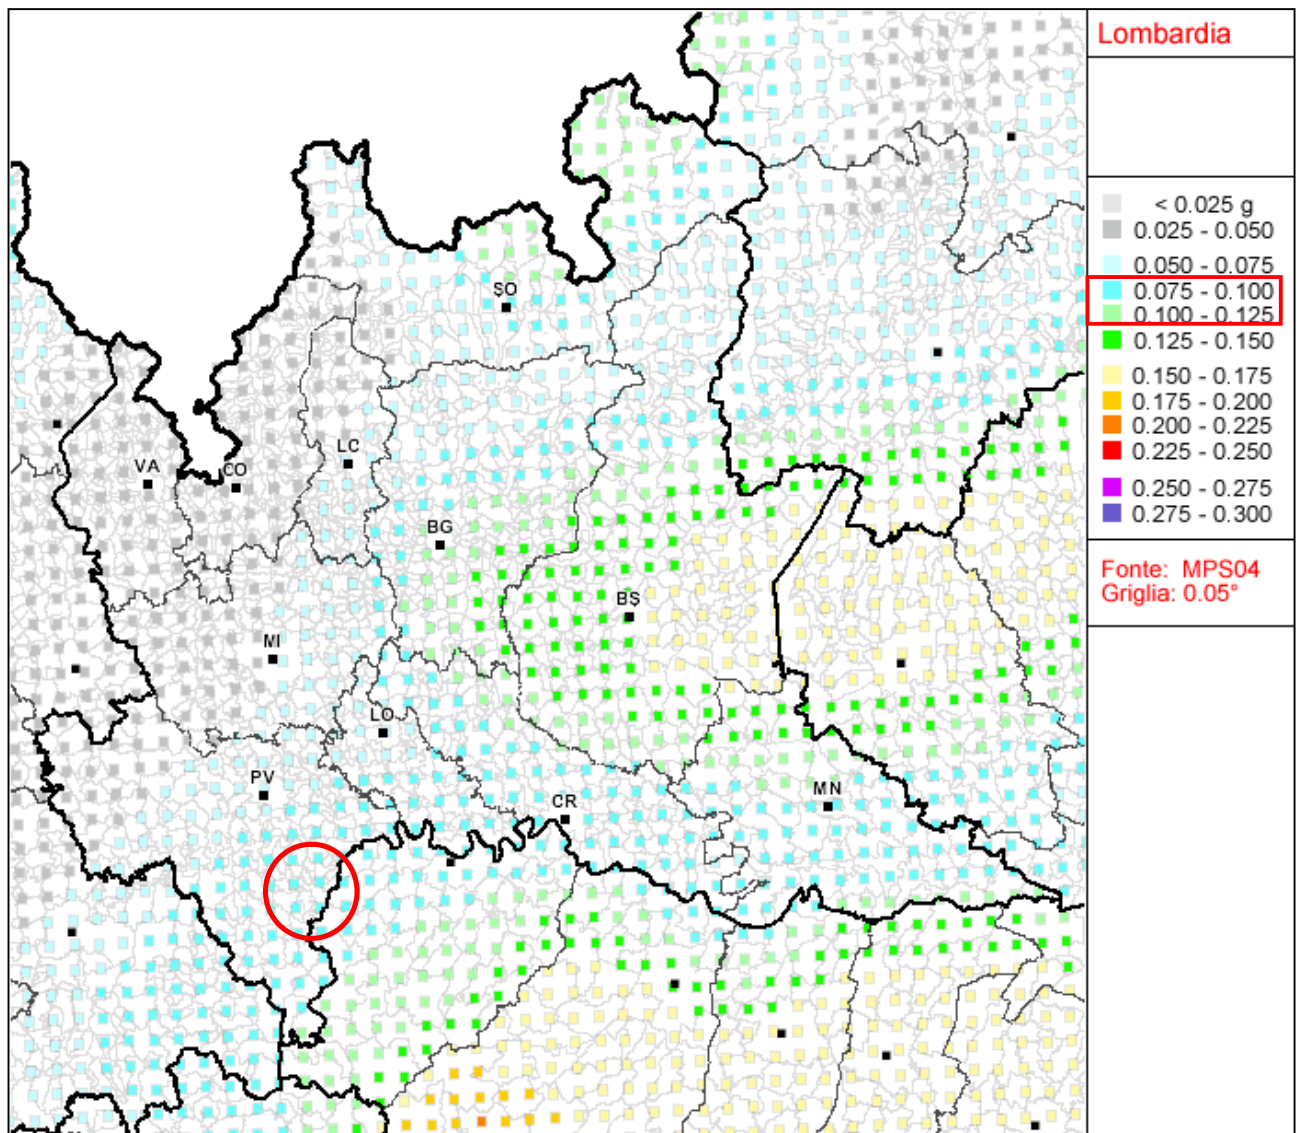 Lombardia
< 0.025 g
0.025 - 0.050
0.050 - 0.075
0.075 - 0.100
0.100 - 0.125
0.125 - 0.150
0.150 - 0.175
0.175 - 0.200
0.200 - 0.225
0.225 - 0.250
0.250 - 0.275
0.275 - 0.300
Fonte: MPS04
Griglia: 0.05°
SO
LC
VA
CO
BG
BS
MI
LO
PV
MN
CR